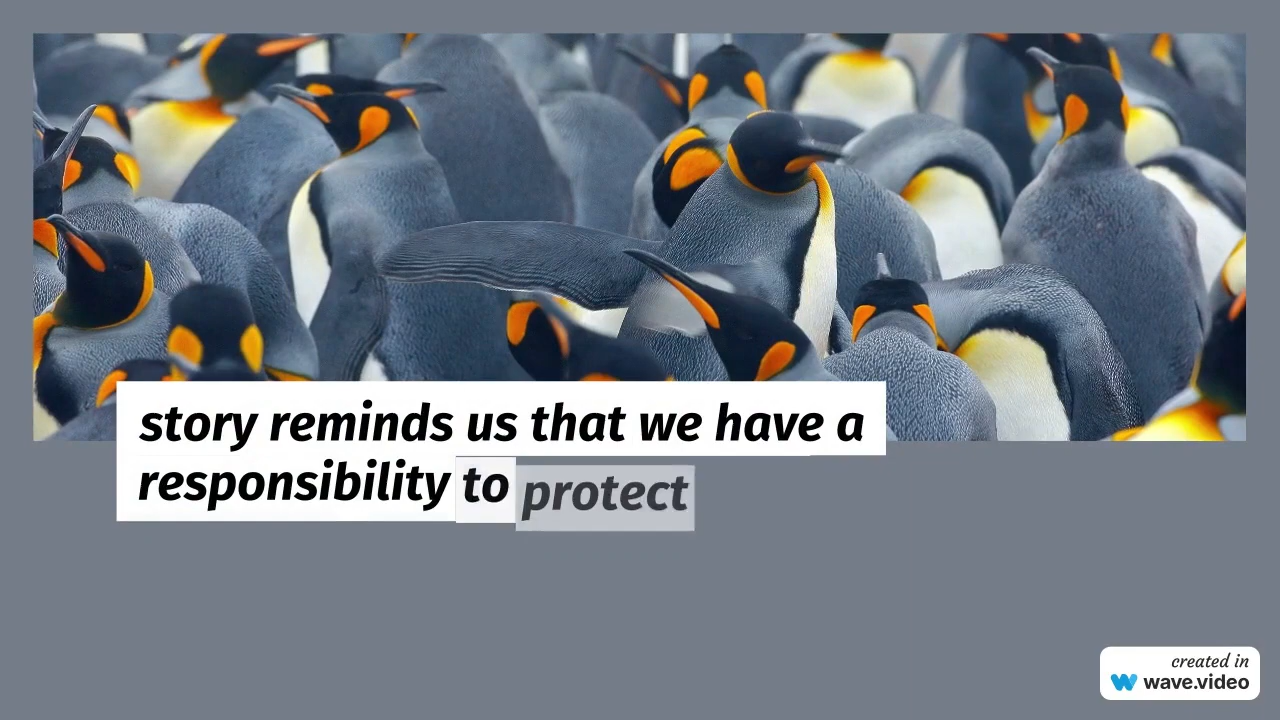 story reminds us that we have a
responsibility to protect
created in
wave.video